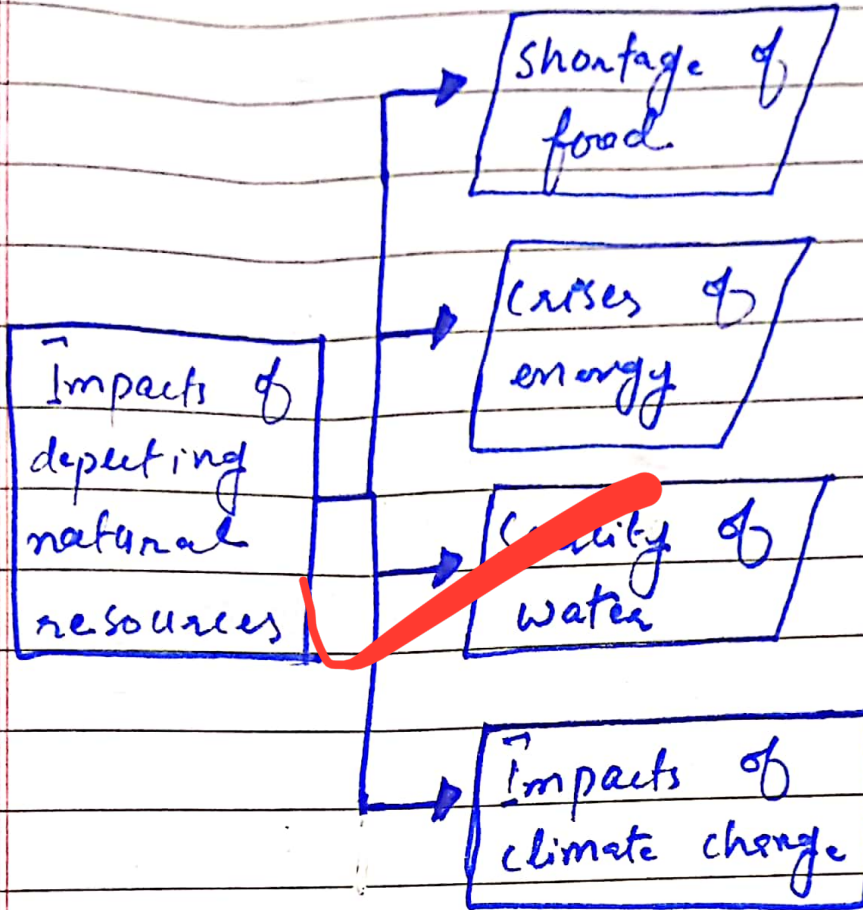 Impacts of
depleting
natural
resources
Shortage of
food
Crises of
energy
of
water
Impacts of
climate change